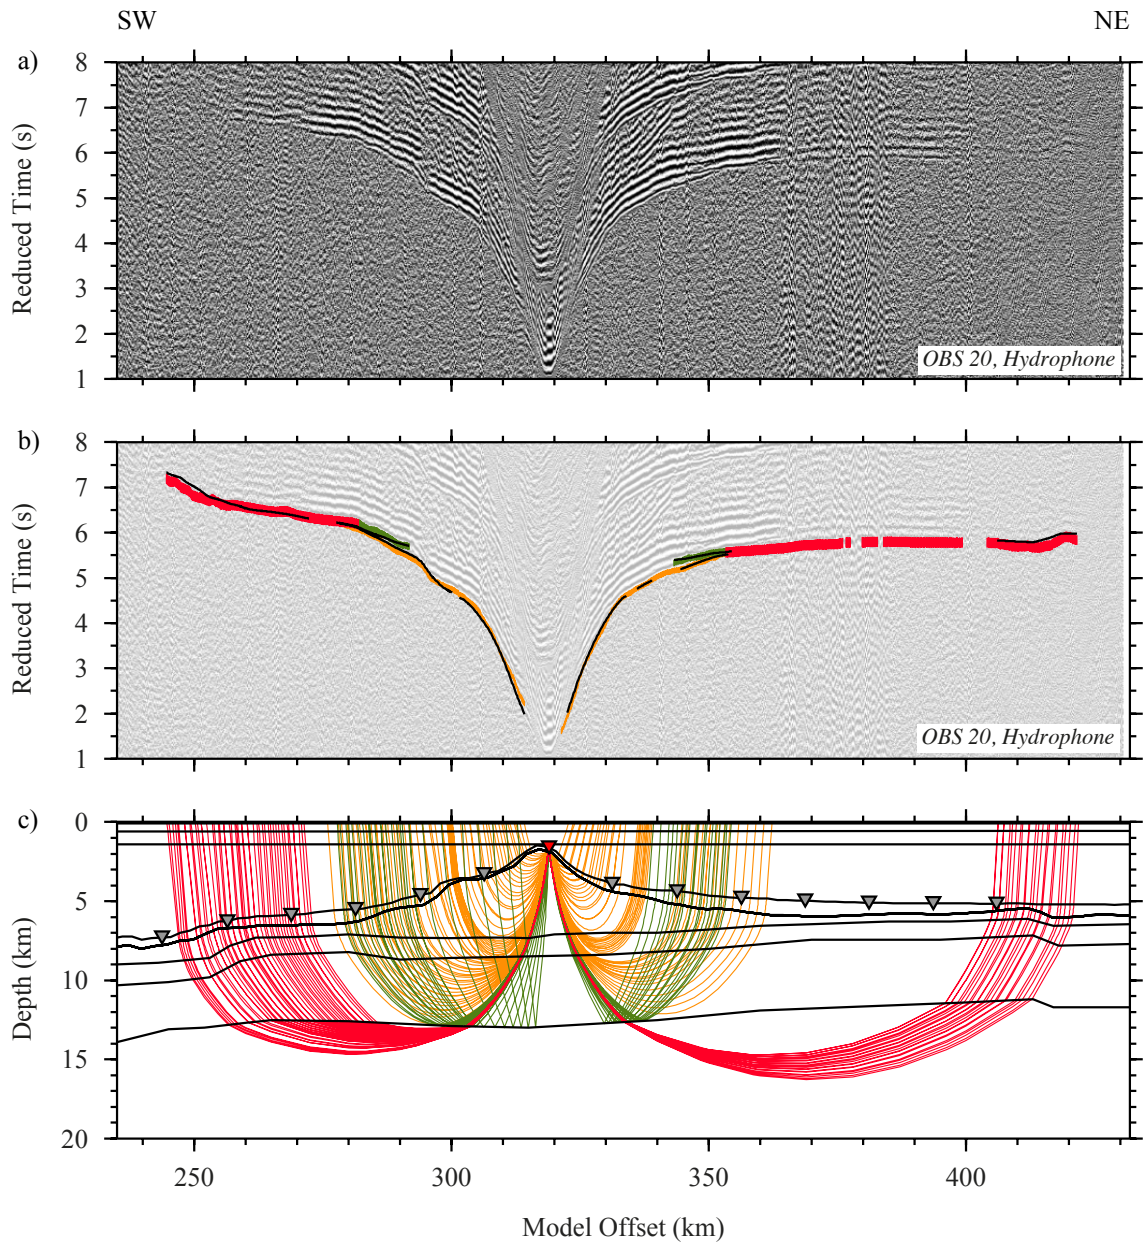 SW NE
a)
8
7
6
5
4
3
2
1
Reduced Time (s)
OBS 20, Hydrophone
b)
8
7
6
5
4
3
2
1
Reduced Time (s)
OBS 20, Hydrophone
c)
0
5
10
15
20
Depth (km)
250 300 350 400
Model Offset (km)